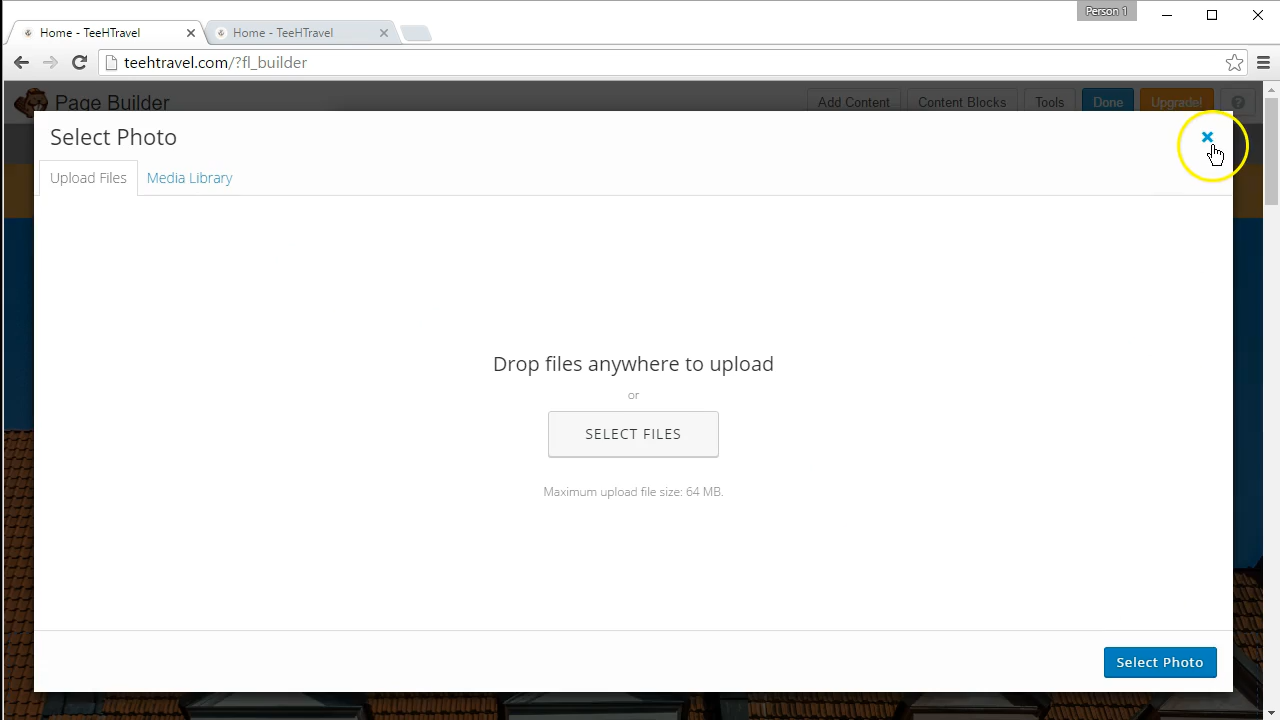 Person 1
Home - TeeHTravel
Home - TeeHTravel
teehtravel.com/?fl_builder
Page Builder
Add Content
Content Blocks
Tools
Done
Upgrade!
?
Select Photo
Upload Files
Media Library
Drop files anywhere to upload
or
SELECT FILES
Maximum upload file size: 64 MB.
Select Photo